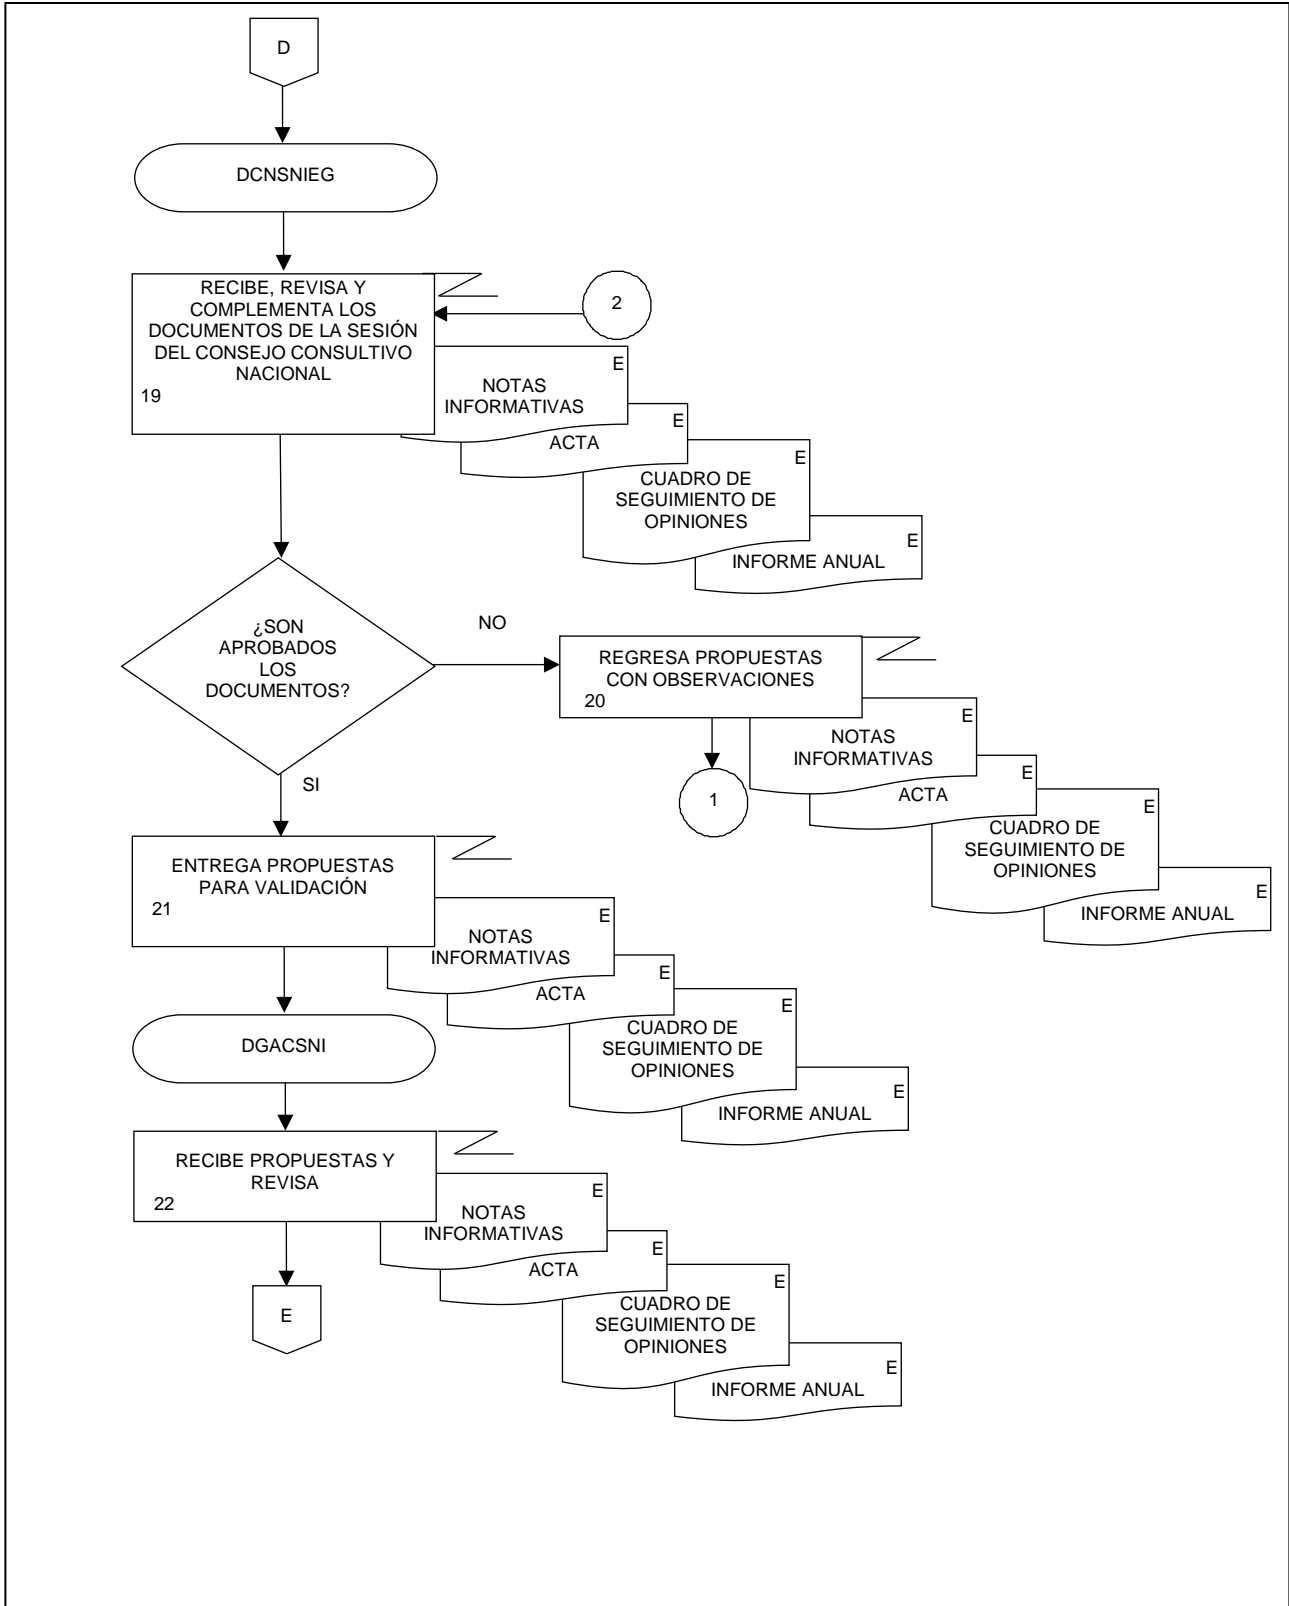 D
DCNSNIEG
RECIBE, REVISA Y
COMPLEMENTA LOS
DOCUMENTOS DE LA SESIÓN
DEL CONSEJO CONSULTIVO
NACIONAL
19
2
E
NOTAS
INFORMATIVAS
E
ACTA
E
CUADRO DE
SEGUIMIENTO DE
OPINIONES
E
INFORME ANUAL
¿SON
APROBADOS
LOS
DOCUMENTOS?
NO
REGRESA PROPUESTAS
CON OBSERVACIONES
20
1
E
NOTAS
INFORMATIVAS
E
ACTA
E
CUADRO DE
SEGUIMIENTO DE
OPINIONES
E
INFORME ANUAL
SI
ENTREGA PROPUESTAS
PARA VALIDACIÓN
21
E
NOTAS
INFORMATIVAS
E
ACTA
E
CUADRO DE
SEGUIMIENTO DE
OPINIONES
E
INFORME ANUAL
DGACSNI
RECIBE PROPUESTAS Y
REVISA
22
E
NOTAS
INFORMATIVAS
E
ACTA
E
CUADRO DE
SEGUIMIENTO DE
OPINIONES
E
INFORME ANUAL
E